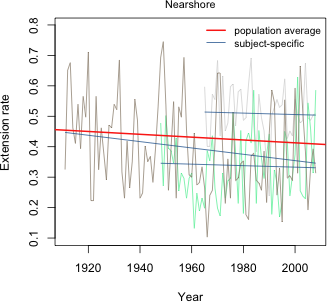 Nearshore
population average
subject-specific
Extension rate
0.8
0.7
0.6
0.5
0.4
0.3
0.2
0.1
1920 1940 1960 1980 2000
Year